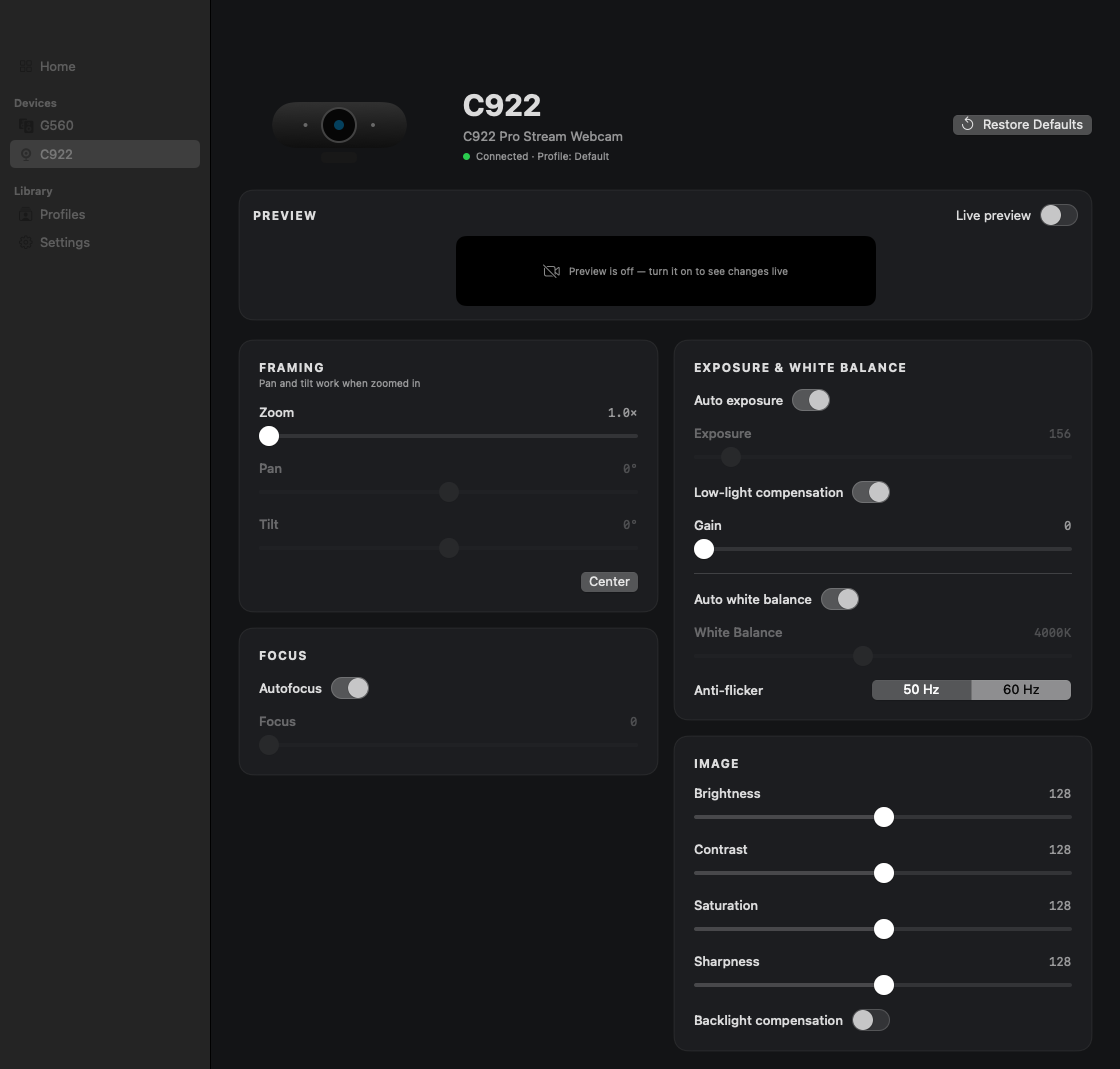 Home
Devices
G560
C922
Library
Profiles
Settings
C922
C922 Pro Stream Webcam
Connected · Profile: Default
Restore Defaults
PREVIEW
Live preview
Preview is off — turn it on to see changes live
FRAMING
Pan and tilt work when zoomed in
Zoom 1.0×
Pan 0°
Tilt 0°
Center
FOCUS
Autofocus
Focus 0
EXPOSURE & WHITE BALANCE
Auto exposure
Exposure 156
Low-light compensation
Gain 0
Auto white balance
White Balance 4000K
Anti-flicker 50 Hz 60 Hz
IMAGE
Brightness 128
Contrast 128
Saturation 128
Sharpness 128
Backlight compensation